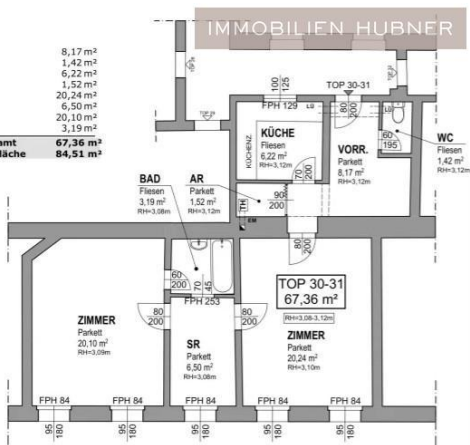 IMMOBILIEN HUBNER
8,17 m²
1,42 m²
6,22 m²
1,52 m²
20,24 m²
6,50 m²
20,10 m²
3,19 m²
amt 67,36 m²
läche 84,51 m²
100
125
FPH 129
TOP 30-31
80
200
LÜ
LÜ
KÜCHENZ.
KÜCHE
Fliesen
6,22 m²
RH=3,12m
70
200
VORR.
Parkett
8,17 m²
RH=3,12m
60
195
WC
Fliesen
1,42 m²
RH=3,12m
BAD
Fliesen
3,19 m²
RH=3,08m
AR
Parkett
1,52 m²
RH=3,12m
90
200
TH
80
200
60
200
70
45
FPH 253
TOP 30-31
67,36 m²
RH=3,08-3,12m
80
200
80
200
ZIMMER
Parkett
20,10 m²
RH=3,09m
SR
Parkett
6,50 m²
RH=3,08m
ZIMMER
Parkett
20,24 m²
RH=3,10m
FPH 84
FPH 84
FPH 84
FPH 84
FPH 84
95
180
95
180
95
180
95
180
95
180